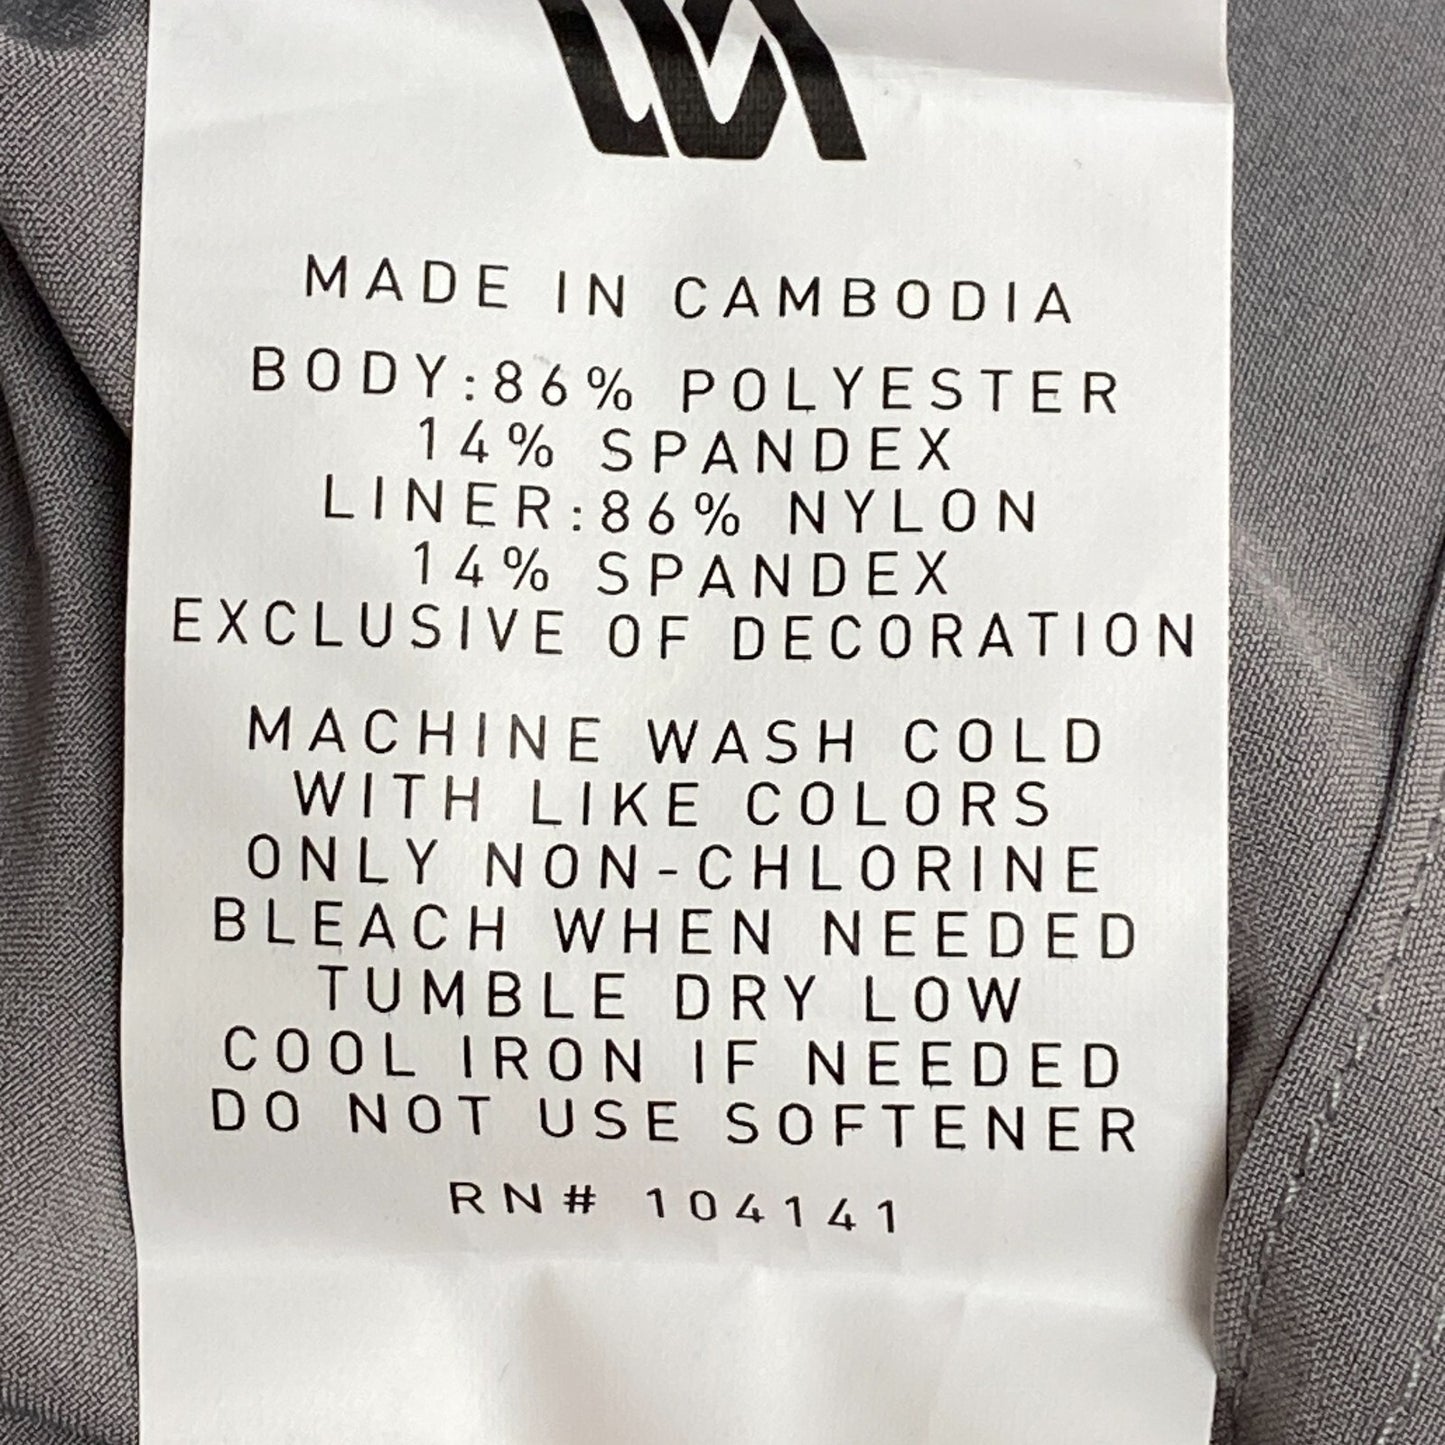 MADE IN CAMBODIA
BODY:86% POLYESTER
14% SPANDEX
LINER:86% NYLON
14% SPANDEX
EXCLUSIVE OF DECORATION
MACHINE WASH COLD
WITH LIKE COLORS
ONLY NON-CHLORINE
BLEACH WHEN NEEDED
TUMBLE DRY LOW
COOL IRON IF NEEDED
DO NOT USE SOFTENER
RN# 104141